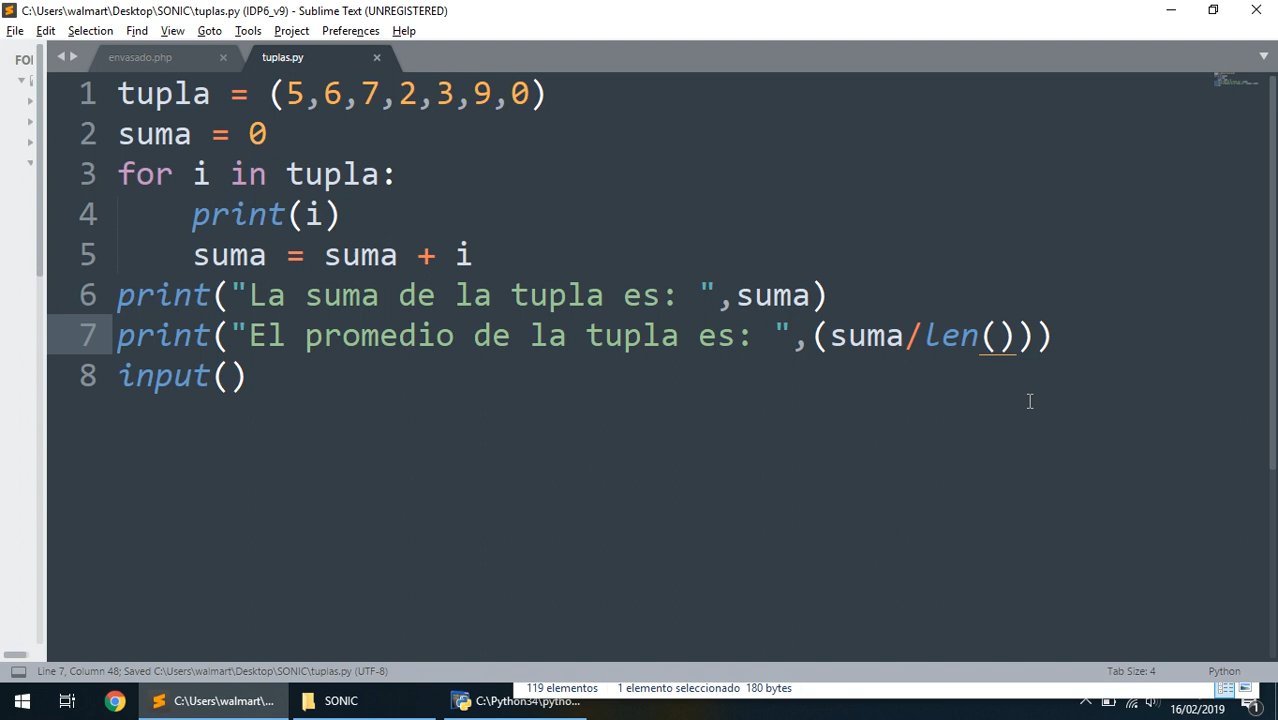 C:\Users\walmart\Desktop\SONIC\tuplas.py (IDP6_v9) - Sublime Text (UNREGISTERED)
File Edit Selection Find View Goto Tools Project Preferences Help
envasado.php tuplas.py
1 tupla = (5,6,7,2,3,9,0)
2 suma = 0
3 for i in tupla:
4 print(i)
5 suma = suma + i
6 print("La suma de la tupla es: ",suma)
7 print("El promedio de la tupla es: ",(suma/len()))
8 input()
Line 7, Column 48; Saved C:\Users\walmart\Desktop\SONIC\tuplas.py (UTF-8) Tab Size: 4 Python
119 elementos 1 elemento seleccionado 180 bytes
C:\Users\walmart\... SONIC C:\Python34\pytho...
16/02/2019